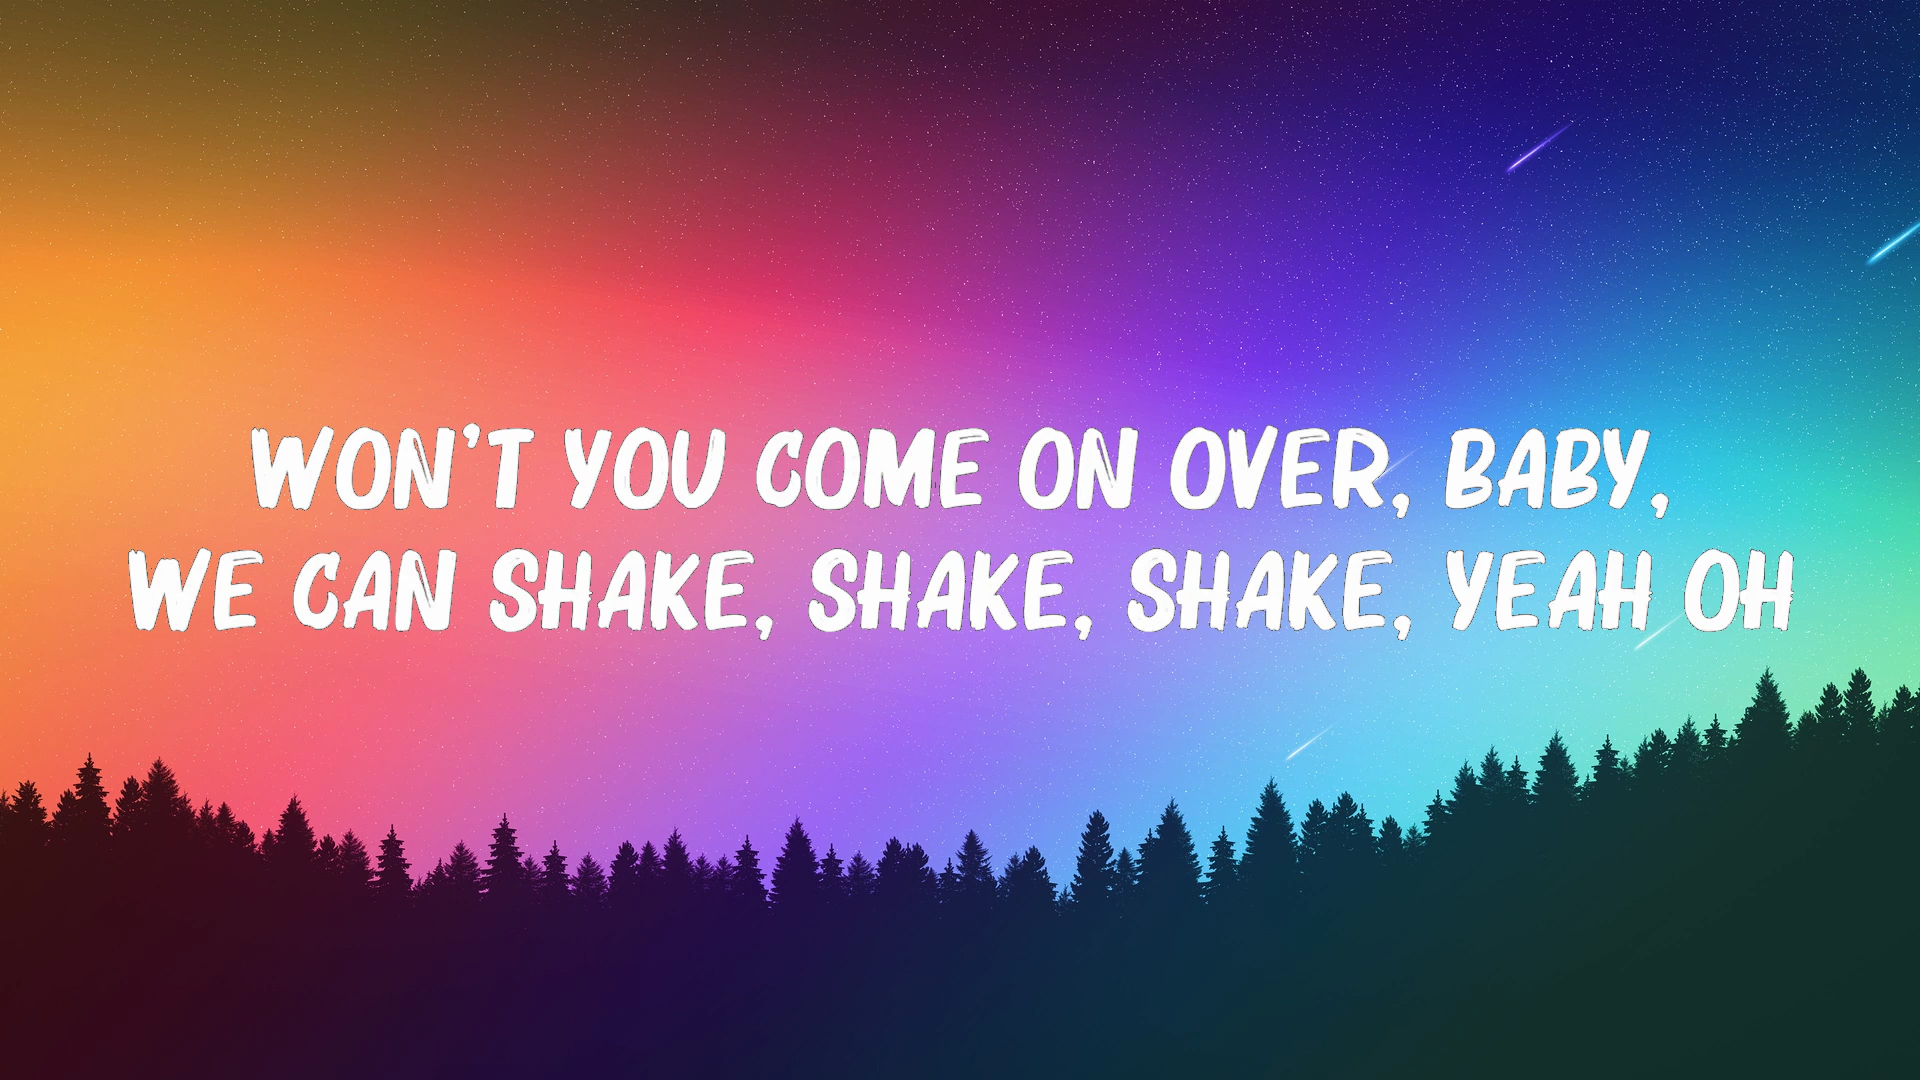 WON'T YOU COME ON OVER, BABY,
WE CAN SHAKE, SHAKE, SHAKE, YEAH OH